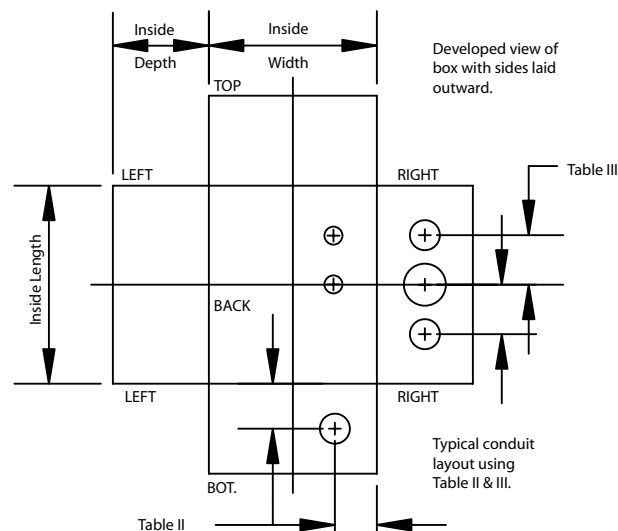 Inside
Depth
Inside
Width
Developed view of
box with sides laid
outward.
TOP
LEFT
RIGHT
Table III
Inside Length
BACK
LEFT
RIGHT
Typical conduit
layout using
Table II & III.
BOT.
Table II